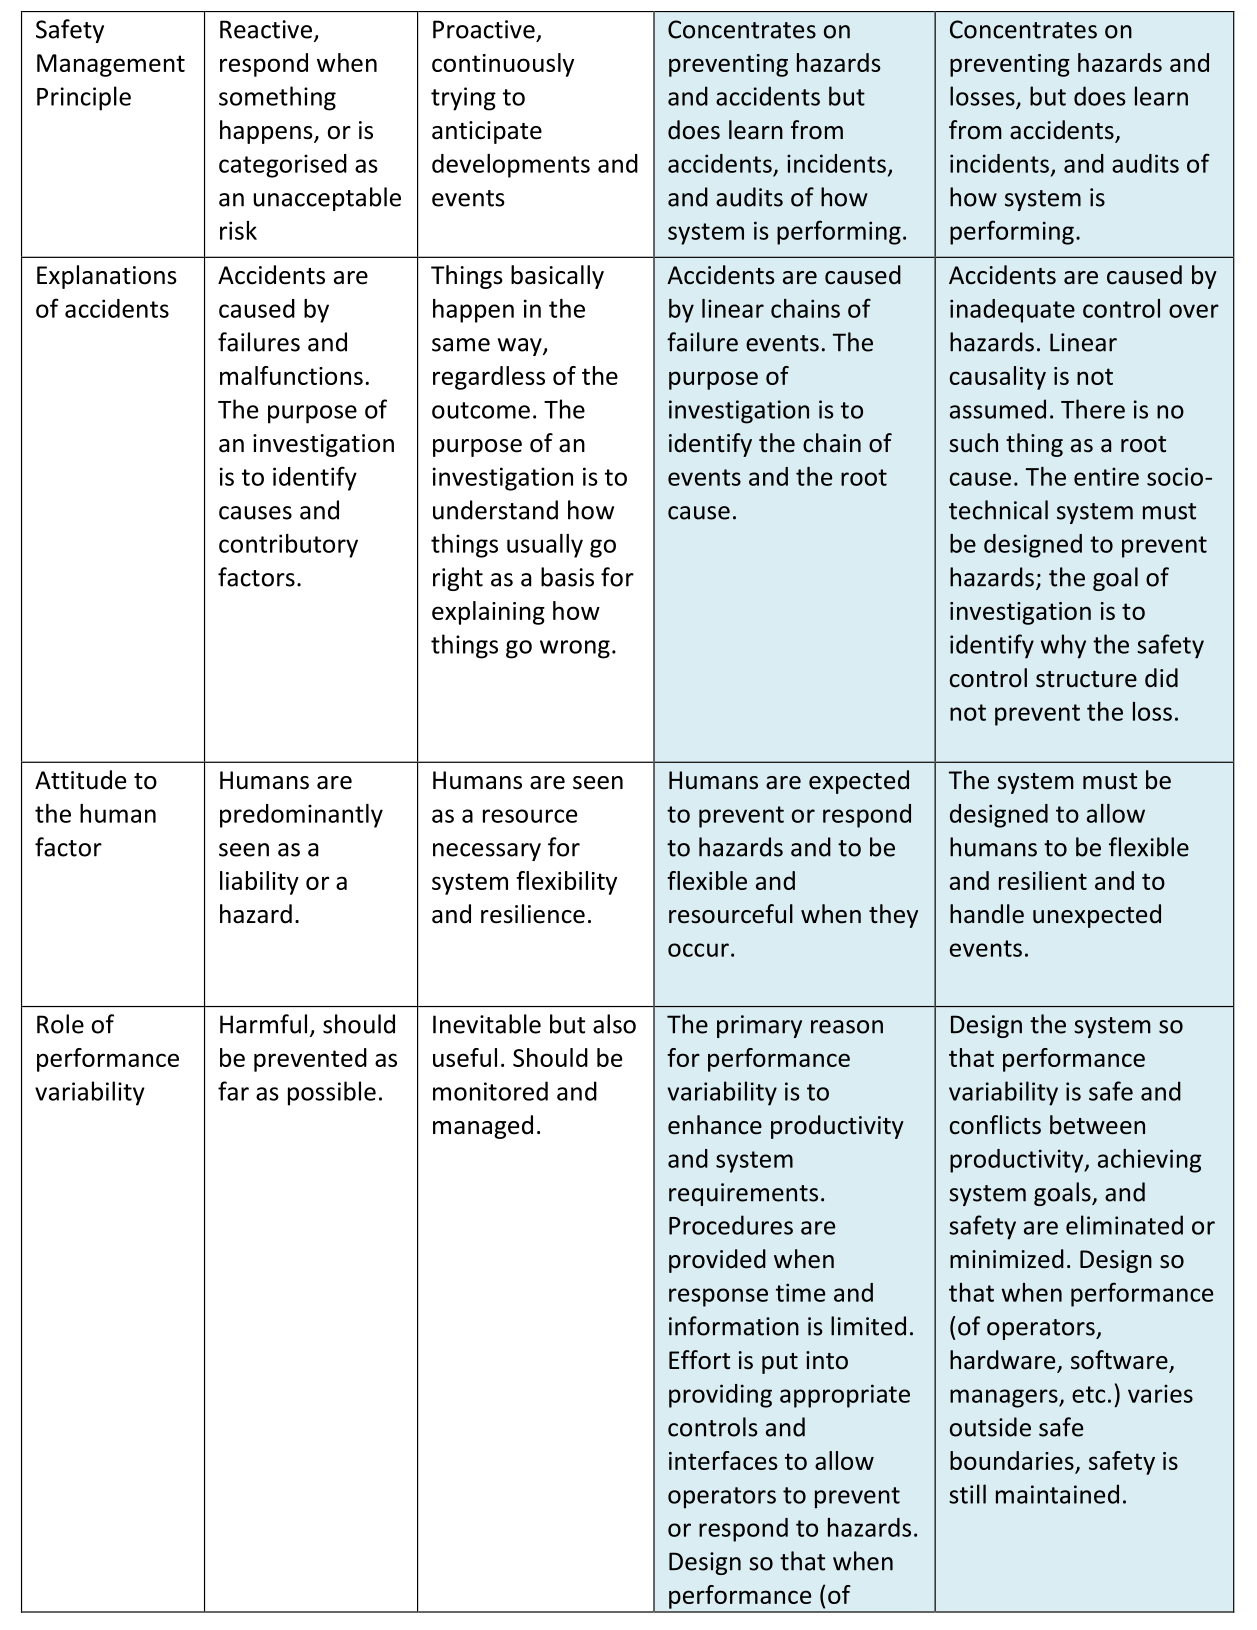 Safety
Management
Principle
Reactive,
respond when
something
happens, or is
categorised as
an unacceptable
risk
Proactive,
continuously
trying to
anticipate
developments and
events
Concentrates on
preventing hazards
and accidents but
does learn from
accidents, incidents,
and audits of how
system is performing.
Concentrates on
preventing hazards and
losses, but does learn
from accidents,
incidents, and audits of
how system is
performing.
Explanations
of accidents
Accidents are
caused by
failures and
malfunctions.
The purpose of
an investigation
is to identify
causes and
contributory
factors.
Things basically
happen in the
same way,
regardless of the
outcome. The
purpose of an
investigation is to
understand how
things usually go
right as a basis for
explaining how
things go wrong.
Accidents are caused
by linear chains of
failure events. The
purpose of
investigation is to
identify the chain of
events and the root
cause.
Accidents are caused by
inadequate control over
hazards. Linear
causality is not
assumed. There is no
such thing as a root
cause. The entire socio-
technical system must
be designed to prevent
hazards; the goal of
investigation is to
identify why the safety
control structure did
not prevent the loss.
Attitude to
the human
factor
Humans are
predominantly
seen as a
liability or a
hazard.
Humans are seen
as a resource
necessary for
system flexibility
and resilience.
Humans are expected
to prevent or respond
to hazards and to be
flexible and
resourceful when they
occur.
The system must be
designed to allow
humans to be flexible
and resilient and to
handle unexpected
events.
Role of
performance
variability
Harmful, should
be prevented as
far as possible.
Inevitable but also
useful. Should be
monitored and
managed.
The primary reason
for performance
variability is to
enhance productivity
and system
requirements.
Procedures are
provided when
response time and
information is limited.
Effort is put into
providing appropriate
controls and
interfaces to allow
operators to prevent
or respond to hazards.
Design so that when
performance (of
Design the system so
that performance
variability is safe and
conflicts between
productivity, achieving
system goals, and
safety are eliminated or
minimized. Design so
that when performance
(of operators,
hardware, software,
managers, etc.) varies
outside safe
boundaries, safety is
still maintained.